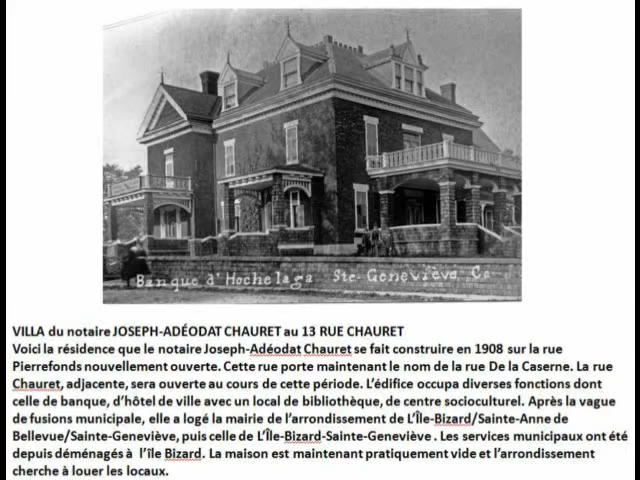 Banque d'Hochelaga Ste-Geneviève Co
VILLA du notaire JOSEPH-ADÉODAT CHAURET au 13 RUE CHAURET
Voici la résidence que le notaire Joseph-Adéodat Chauret se fait construire en 1908 sur la rue
Pierrefonds nouvellement ouverte. Cette rue porte maintenant le nom de la rue De la Caserne. La rue
Chauret, adjacente, sera ouverte au cours de cette période. L'édifice occupa diverses fonctions dont
celle de banque, d'hôtel de ville avec un local de bibliothèque, de centre socioculturel. Après la vague
de fusions municipale, elle a logé la mairie de l'arrondissement de L'Île-Bizard/Sainte-Anne de
Bellevue/Sainte-Geneviève, puis celle de L'Île-Bizard-Sainte-Geneviève . Les services municipaux ont été
depuis déménagés à l'île Bizard. La maison est maintenant pratiquement vide et l'arrondissement
cherche à louer les locaux.